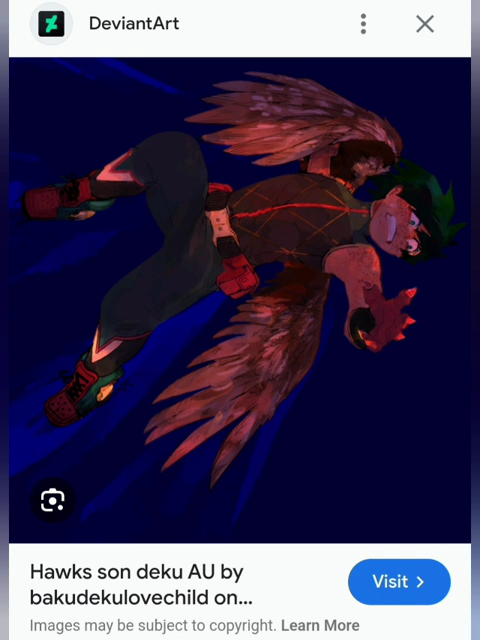 DeviantArt
Hawks son deku AU by
bakudekulovechild on...
Visit
Images may be subject to copyright. Learn More